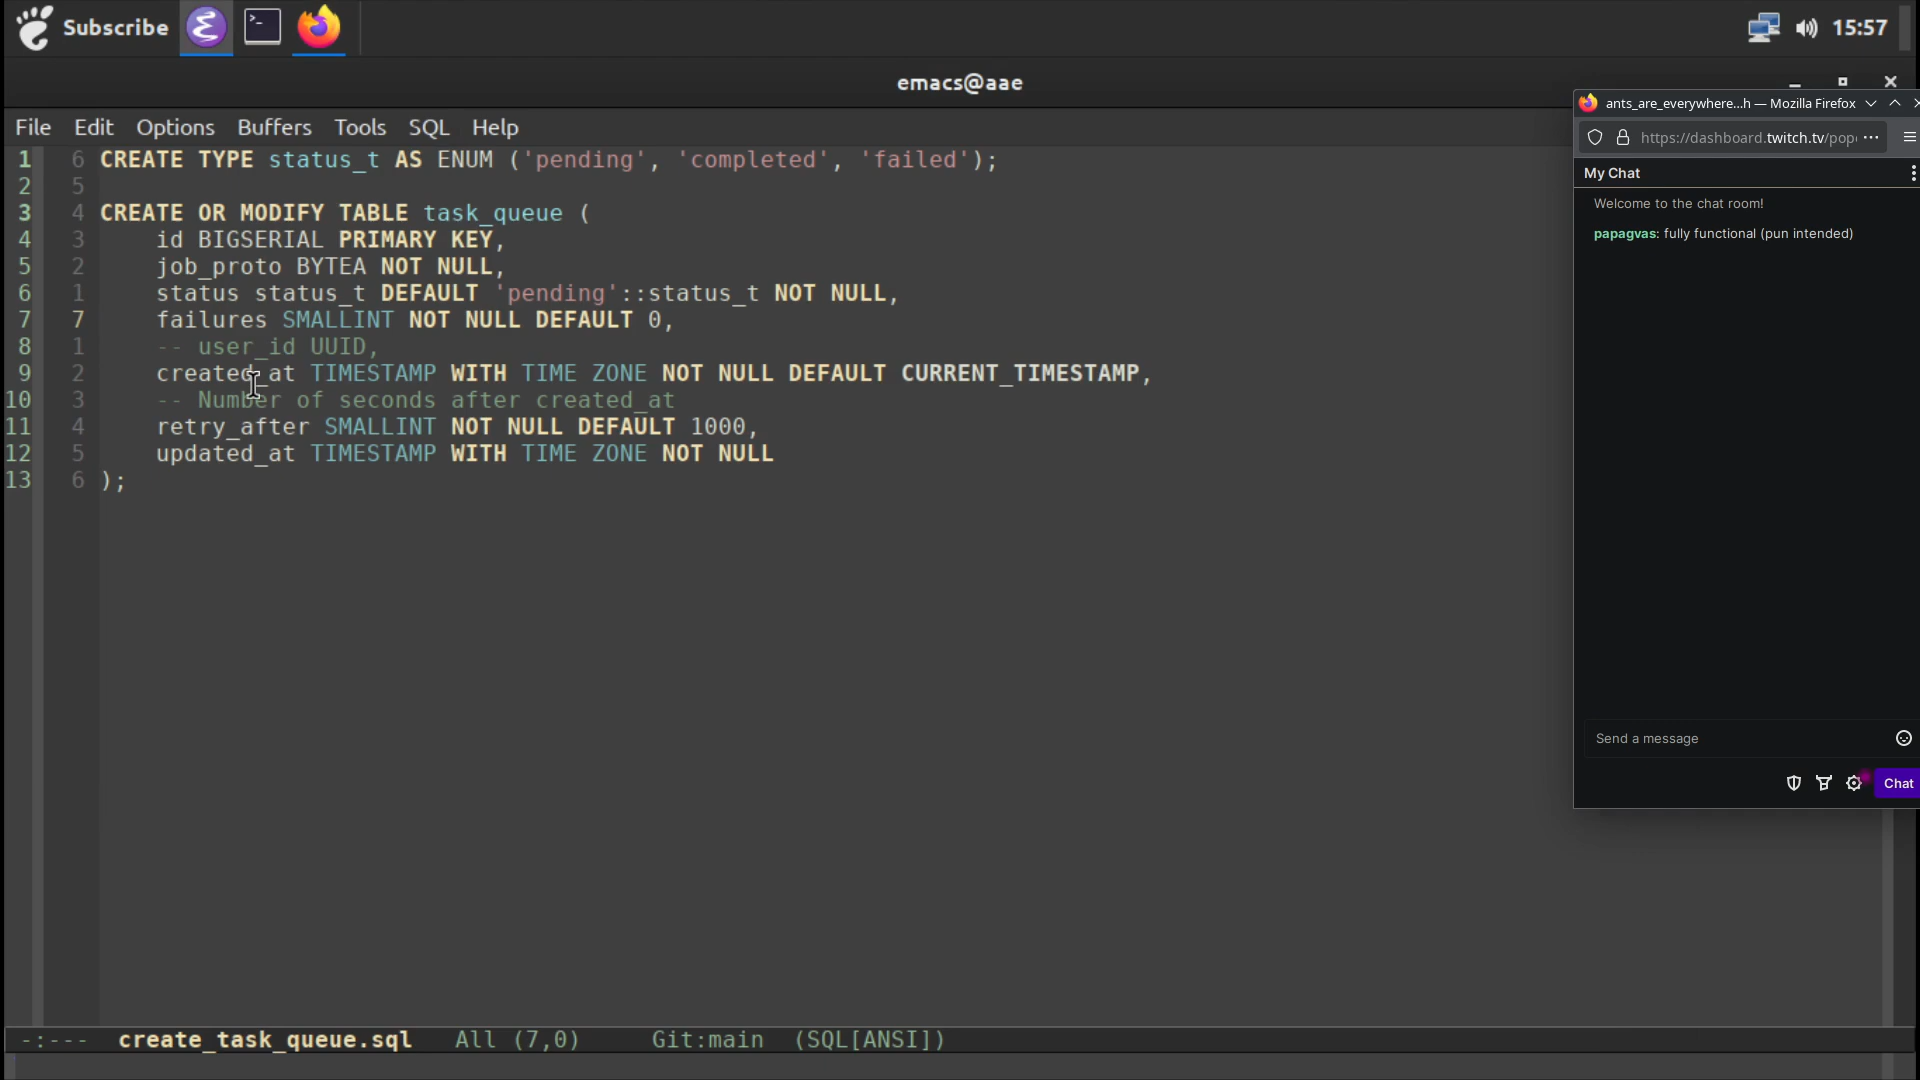 Subscribe
15:57
emacs@aae
File Edit Options Buffers Tools SQL Help
1 6 CREATE TYPE status_t AS ENUM ('pending', 'completed', 'failed');
2 5
3 4 CREATE OR MODIFY TABLE task_queue (
4 3 id BIGSERIAL PRIMARY KEY,
5 2 job_proto BYTEA NOT NULL,
6 1 status status_t DEFAULT 'pending'::status_t NOT NULL,
7 7 failures SMALLINT NOT NULL DEFAULT 0,
8 1 -- user_id UUID,
9 2 created_at TIMESTAMP WITH TIME ZONE NOT NULL DEFAULT CURRENT_TIMESTAMP,
10 3 -- Number of seconds after created_at
11 4 retry_after SMALLINT NOT NULL DEFAULT 1000,
12 5 updated_at TIMESTAMP WITH TIME ZONE NOT NULL
13 6 );
-:--- create_task_queue.sql All (7,0) Git:main (SQL[ANSI])
ants_are_everywhere...h — Mozilla Firefox
https://dashboard.twitch.tv/pop
My Chat
Welcome to the chat room!
papagvas: fully functional (pun intended)
Send a message
Chat